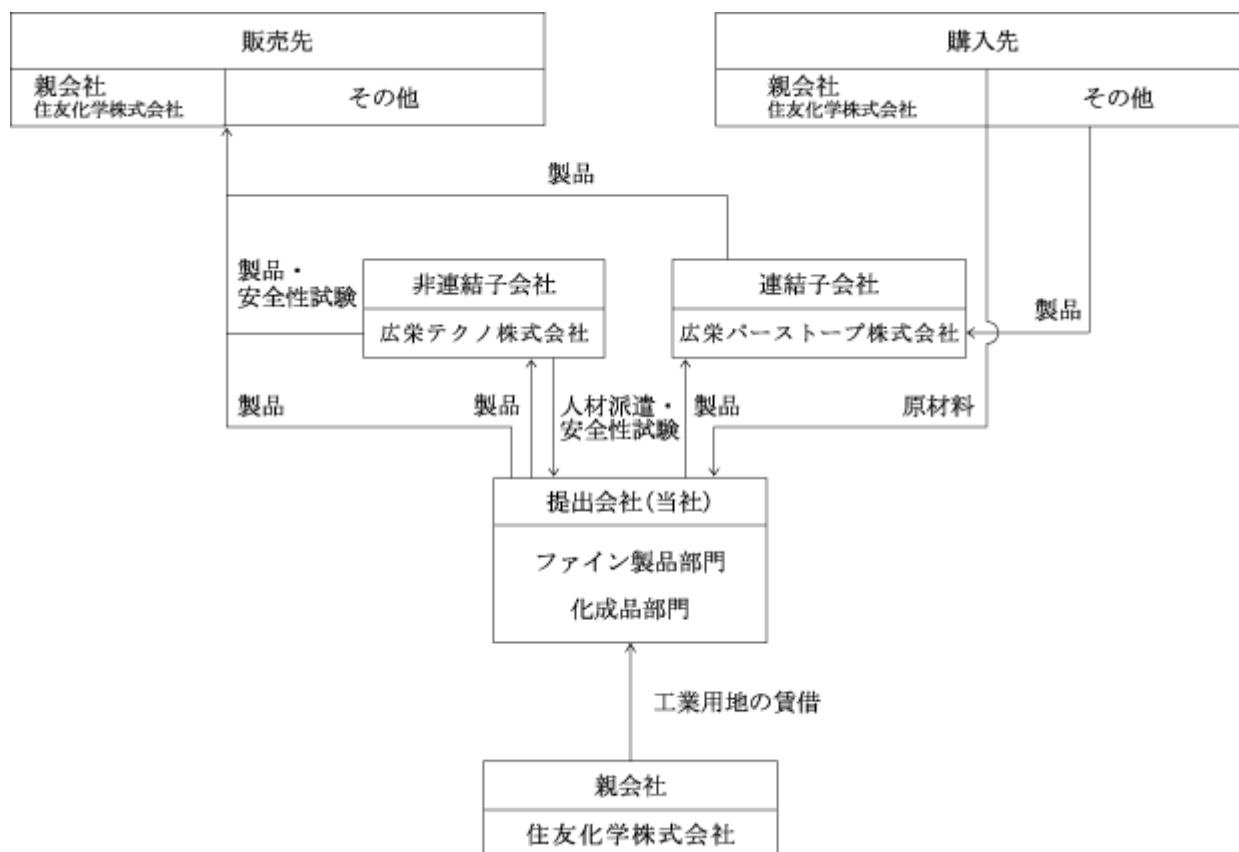 販売先
購入先
親会社
住友化学株式会社
その他
親会社
住友化学株式会社
その他
製品
製品・
安全性試験
非連結子会社
広栄テクノ株式会社
連結子会社
広栄パーストープ株式会社
製品
製品
製品
人材派遣・
安全性試験
製品
原材料
提出会社(当社)
ファイン製品部門
化成品部門
工業用地の賃借
親会社
住友化学株式会社